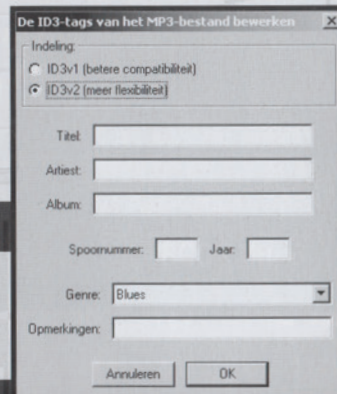 De ID3-tags van het MP3-bestand bewerken
Indeling:
ID3v1 (betere compatibiliteit)
ID3v2 (meer flexibiliteit)
Titel:
Artiest:
Album:
Spoornummer: Jaar:
Genre: Blues
Opmerkingen:
Annuleren OK